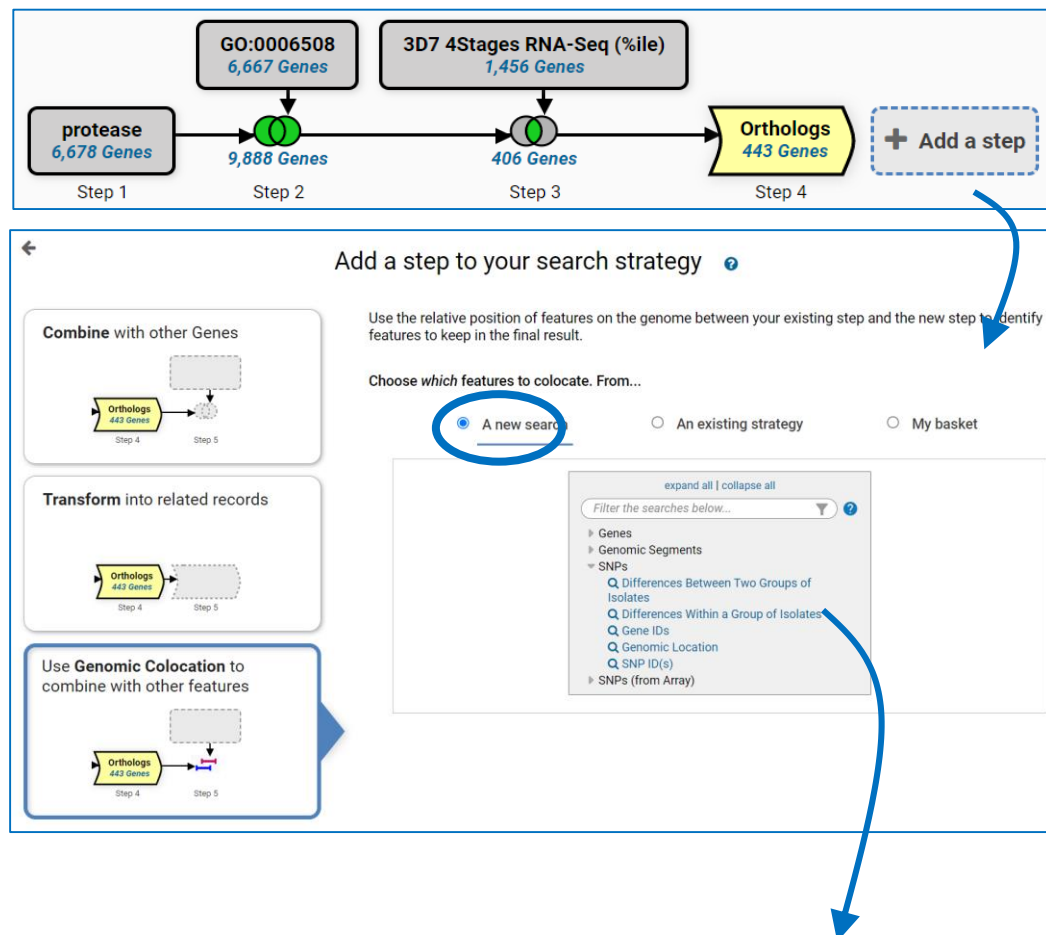 GO:0006508
6,667 Genes
3D7 4Stages RNA-Seq (%ile)
1,456 Genes
protease
6,678 Genes
9,888 Genes
406 Genes
Orthologs
443 Genes
+ Add a step
Step 1
Step 2
Step 3
Step 4
Add a step to your search strategy ?
Combine with other Genes
Orthologs
443 Genes
Step 4
Step 5
Transform into related records
Orthologs
443 Genes
Step 4
Step 5
Use Genomic Colocation to
combine with other features
Orthologs
443 Genes
Step 4
Step 5
Use the relative position of features on the genome between your existing step and the new step to identify
features to keep in the final result.
Choose which features to colocate. From...
A new search
An existing strategy
My basket
expand all | collapse all
Filter the searches below... ?
Genes
Genomic Segments
SNPs
Differences Between Two Groups of
Isolates
Differences Within a Group of Isolates
Gene IDs
Genomic Location
SNP ID(s)
SNPs (from Array)